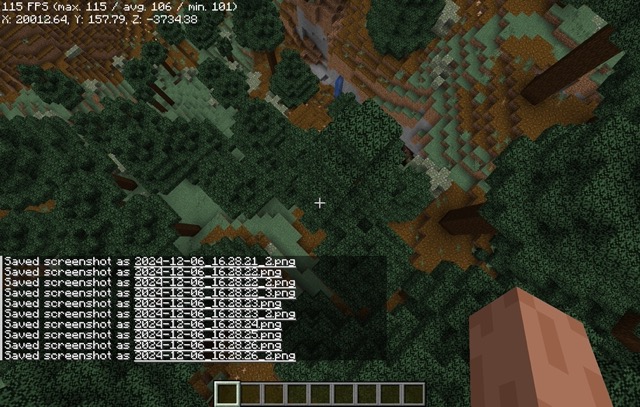 115 FPS (max. 115 / avg. 106 / min. 101)
X: 20012.64, Y: 157.79, Z: -3734.38
Saved screenshot as 2024-12-06_16.28.21_2.png
Saved screenshot as 2024-12-06_16.28.22.png
Saved screenshot as 2024-12-06_16.28.22_2.png
Saved screenshot as 2024-12-06_16.28.22_3.png
Saved screenshot as 2024-12-06_16.28.23.png
Saved screenshot as 2024-12-06_16.28.23_2.png
Saved screenshot as 2024-12-06_16.28.24.png
Saved screenshot as 2024-12-06_16.28.25.png
Saved screenshot as 2024-12-06_16.28.26.png
Saved screenshot as 2024-12-06_16.28.26_2.png